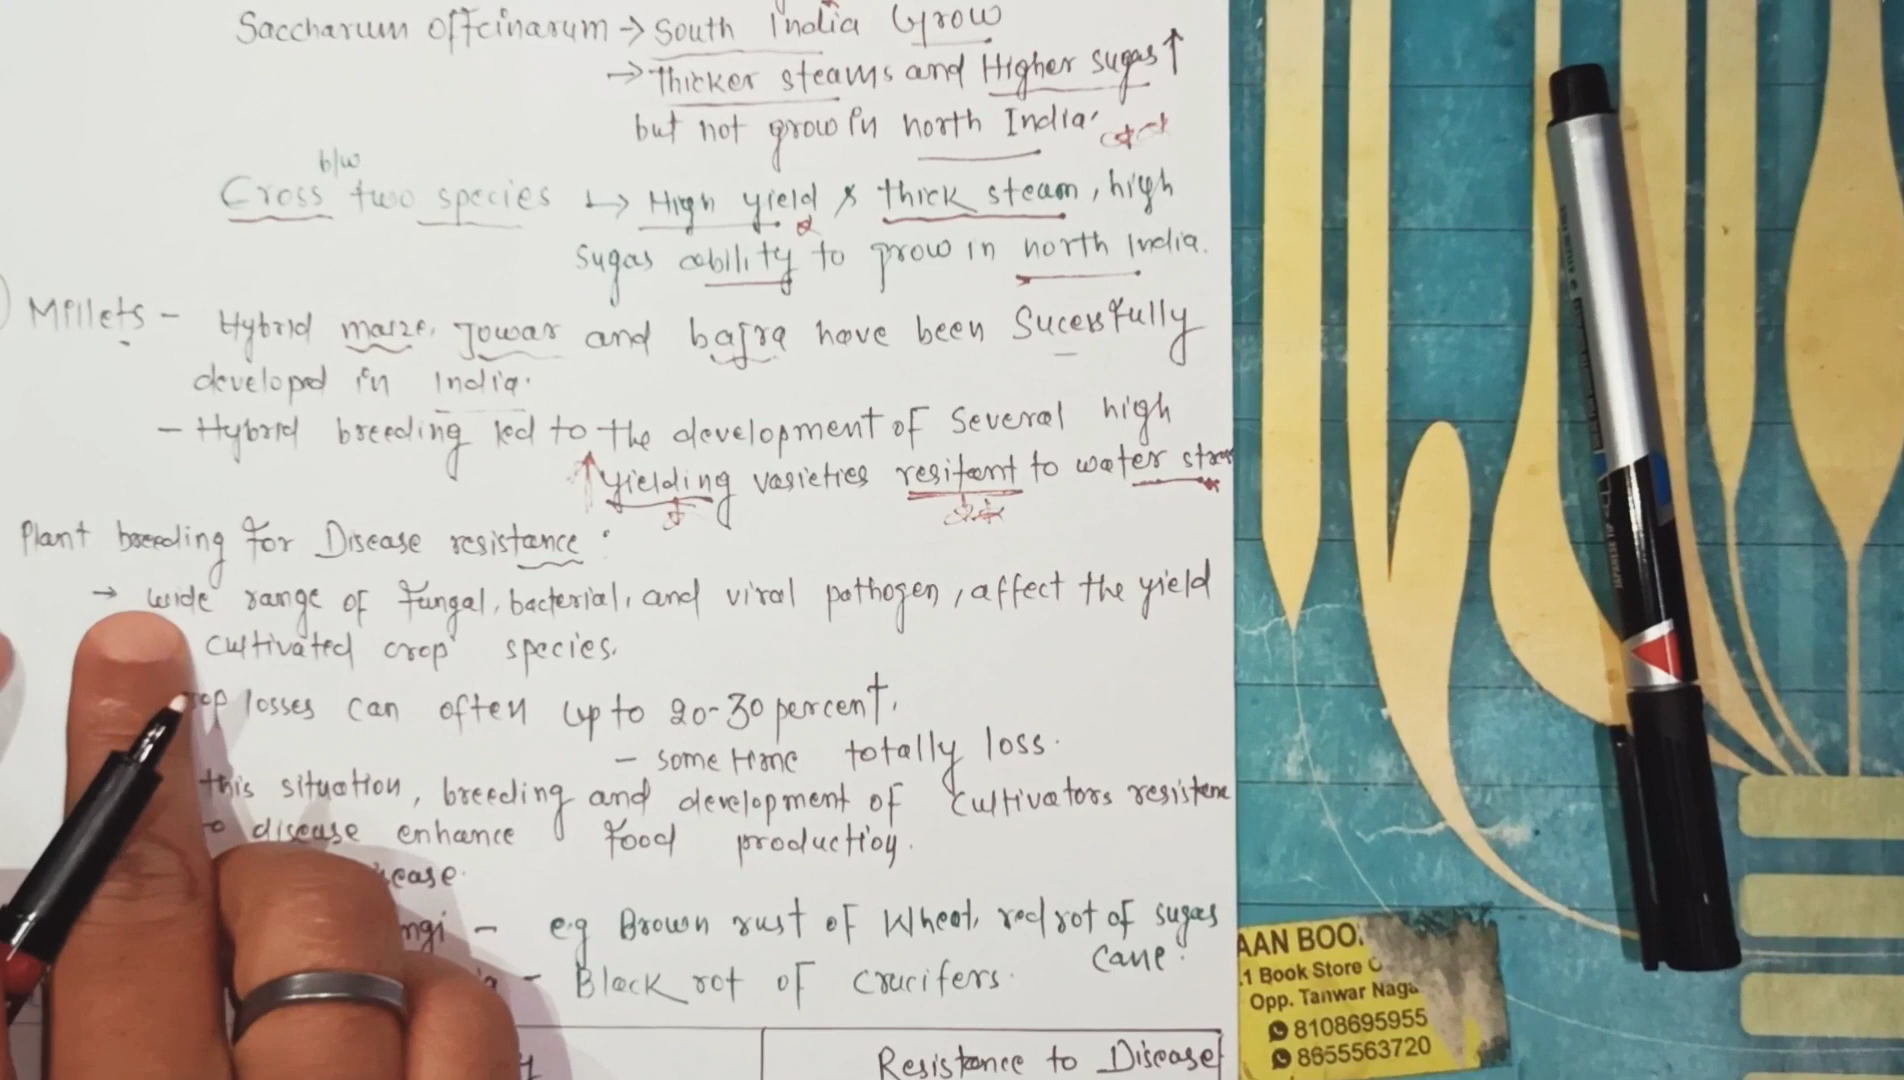 Saccharum offcinarum → South India Grow
→ Thicker steams and Higher sugar ↑
but not grow in north India.
b/w
Cross two species ↳ High yield & thick steam, high
sugar ability to grow in north India.
Millets - Hybrid maize, Jowar and bajra have been Sucessfully
developed in India.
- Hybrid breeding led to the development of Several high
↑ yielding varieties resitant to water
Plant breeding for Disease resistance :
→ wide range of fungal, bacterial, and viral pathogen, affect the yield
cultivated crop species.
losses can often up to 20-30 percent.
- some time totally loss.
this situation, breeding and development of cultivators
to disease enhance food production.
ngi - e.g Brown rust of Wheat, red rot of sugar
cane.
- Black rot of crucifers.
Resistance to Disease
AAN BOO
1 Book Store
Opp. Tanwar Naga
8108695955
8655563720